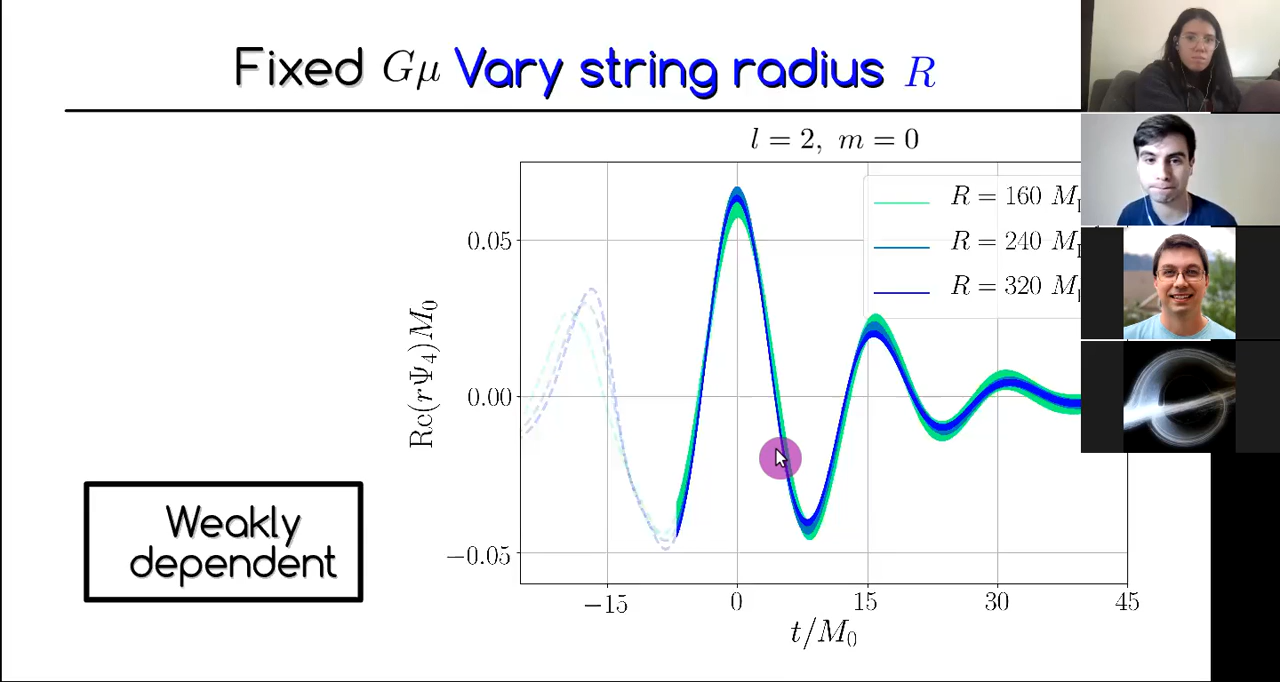 Fixed Gμ Vary string radius R
l = 2, m = 0
R = 160 M
R = 240 M
R = 320 M
0.05
0.00
−0.05
Re(rΨ₄)M₀
−15
0
15
30
45
t/M₀
Weakly
dependent